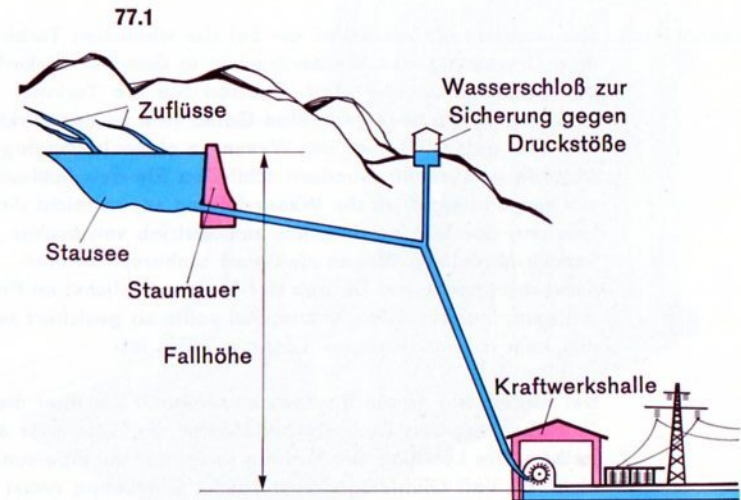 77.1
Zuflüsse
Wasserschloß zur
Sicherung gegen
Druckstöße
Stausee
Staumauer
Fallhöhe
Kraftwerkshalle